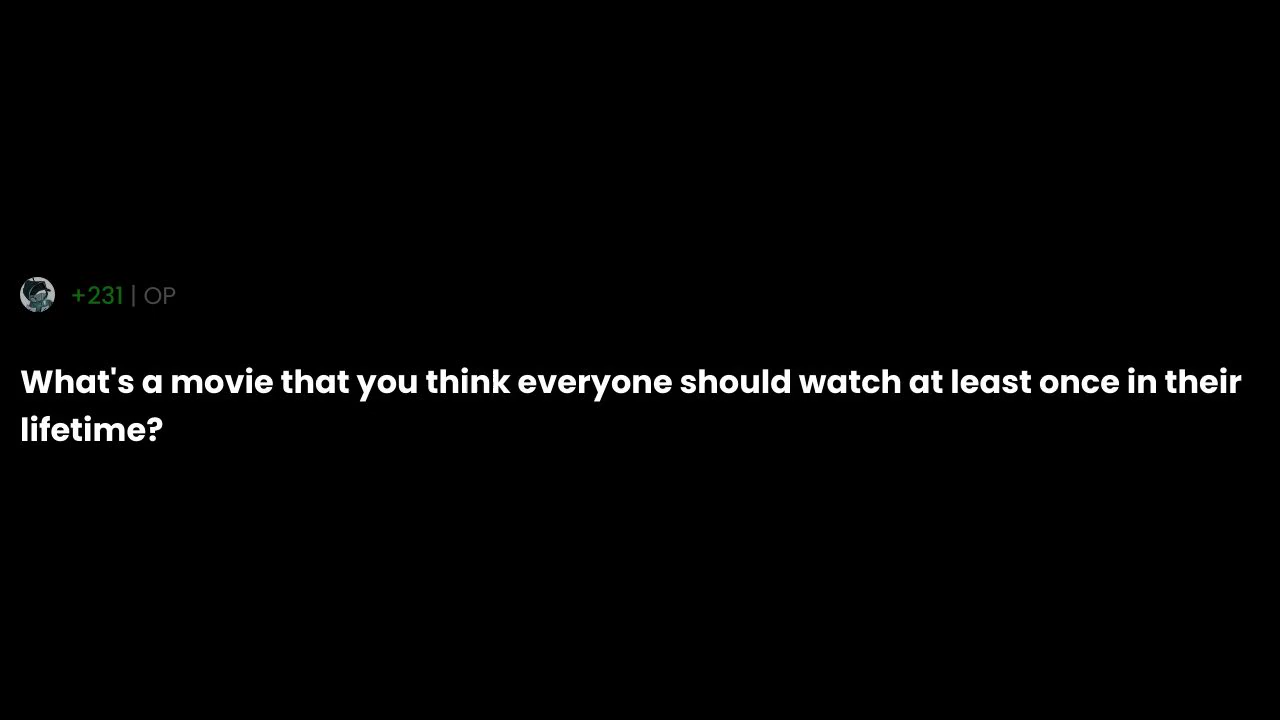 +231 | OP
What's a movie that you think everyone should watch at least once in their
lifetime?